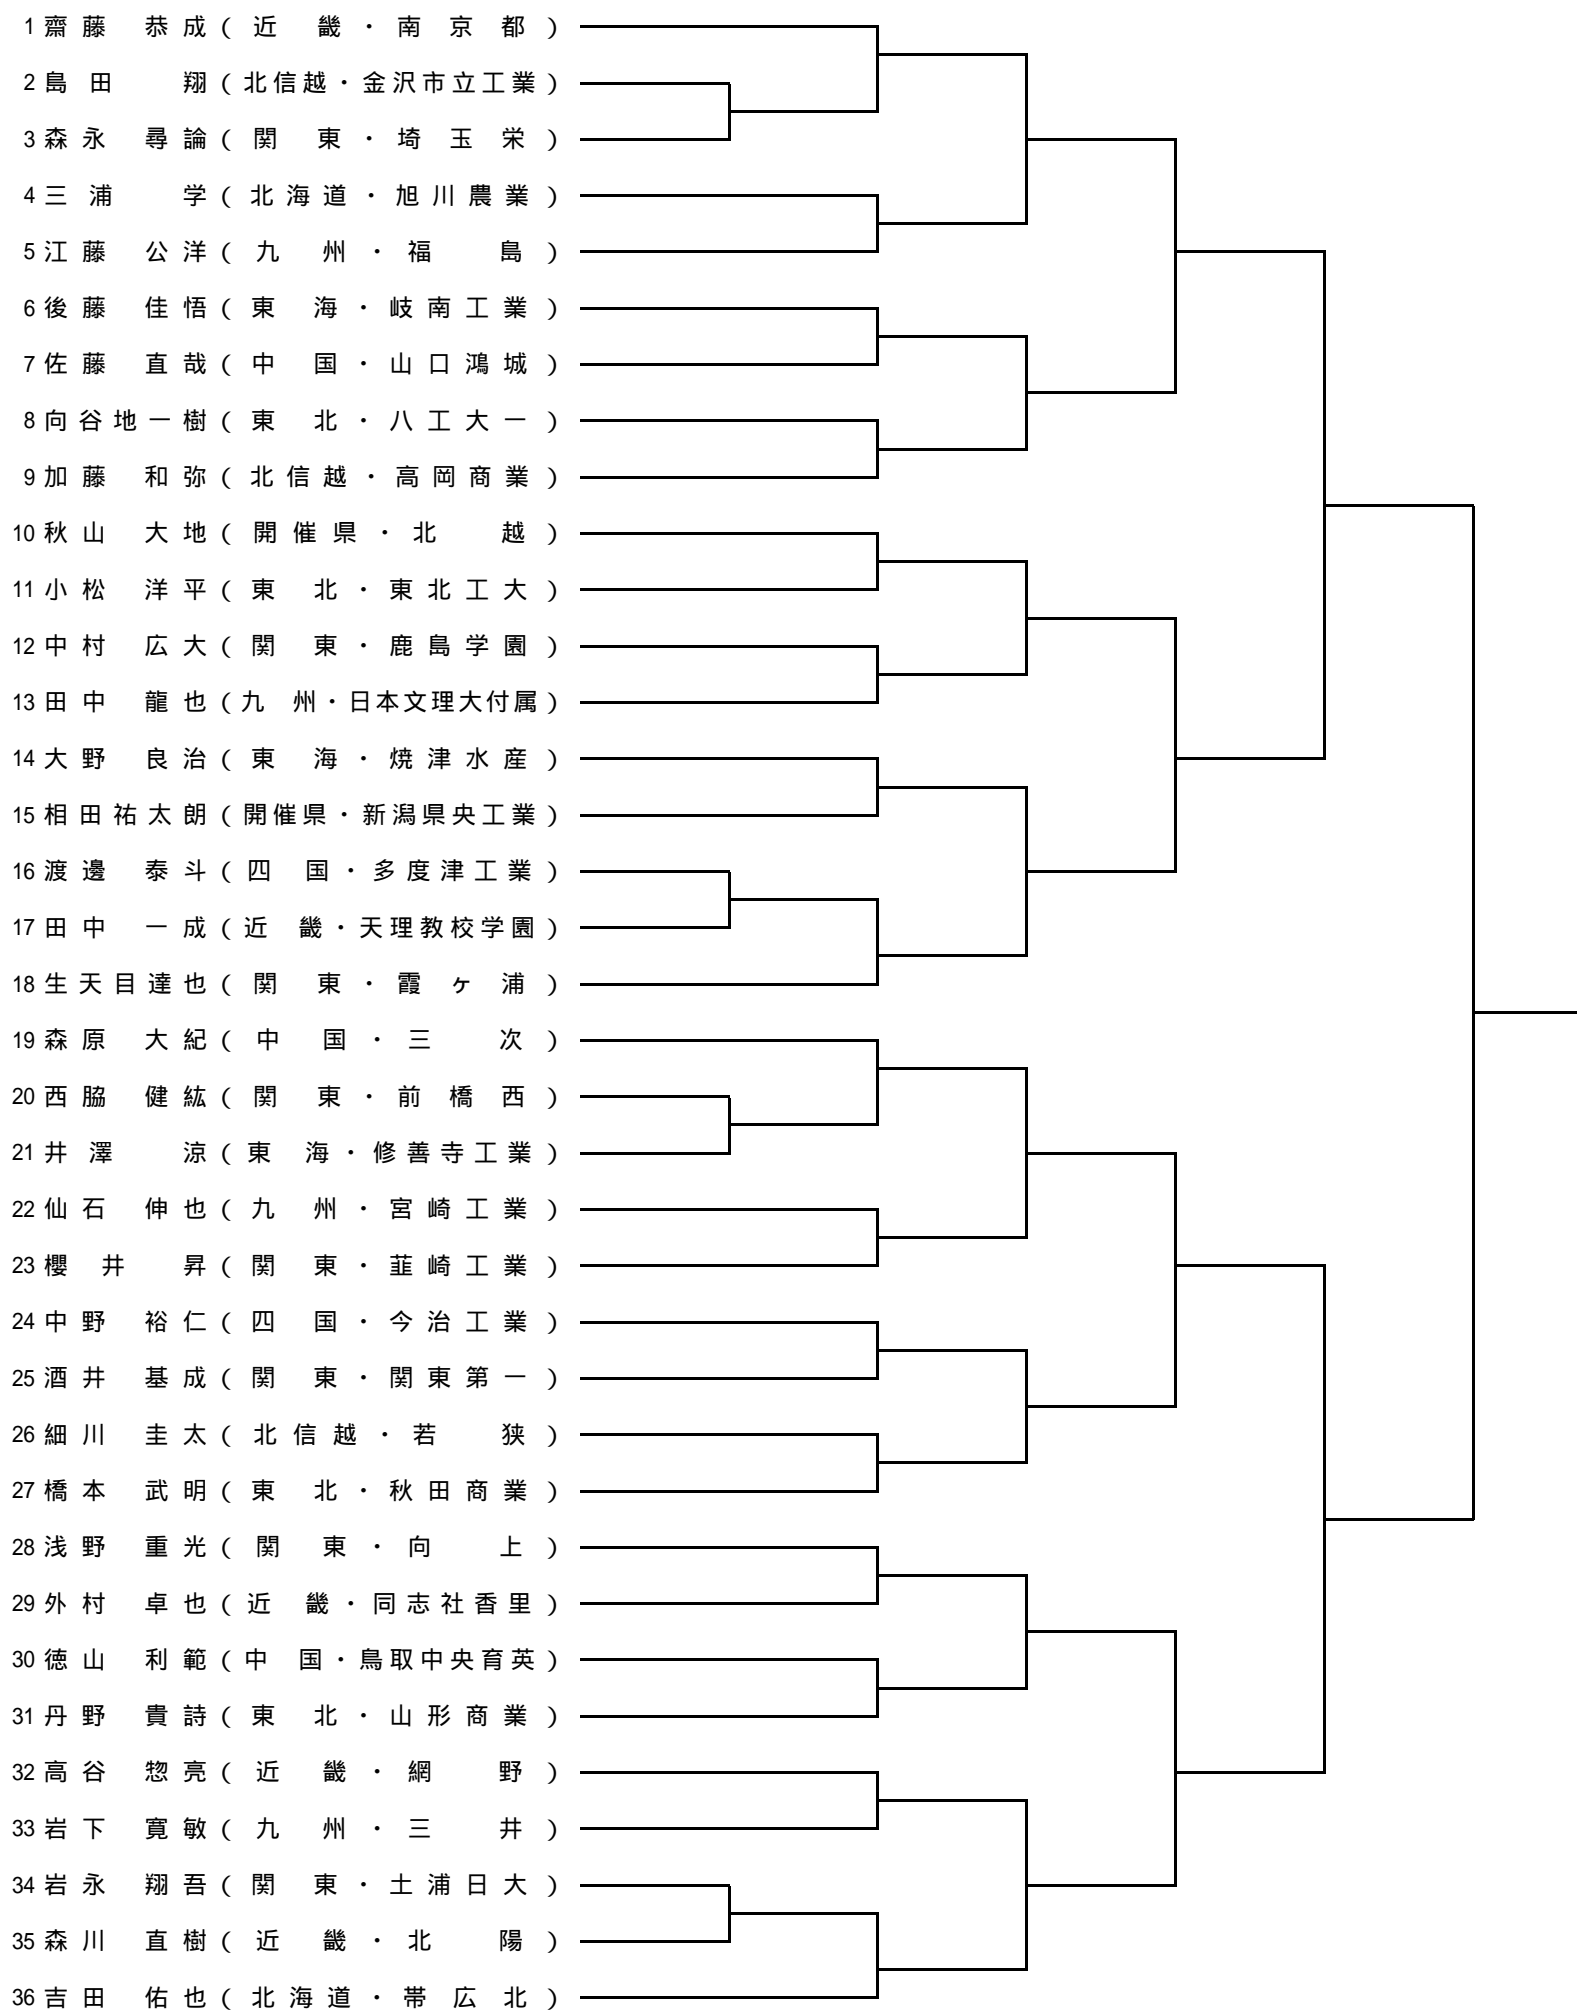 1 齋藤 恭成 (近畿・南京都)
2 島田 翔 (北信越・金沢市立工業)
3 森永 尋論 (関東・埼玉栄)
4 三浦 学 (北海道・旭川農業)
5 江藤 公洋 (九州・福島)
6 後藤 佳悟 (東海・岐南工業)
7 佐藤 直哉 (中国・山口鴻城)
8 向谷地一樹 (東北・八工大一)
9 加藤 和弥 (北信越・高岡商業)
10 秋山 大地 (開催県・北越)
11 小松 洋平 (東北・東北工大)
12 中村 広大 (関東・鹿島学園)
13 田中 龍也 (九州・日本文理大付属)
14 大野 良治 (東海・焼津水産)
15 相田祐太朗 (開催県・新潟県央工業)
16 渡邊 泰斗 (四国・多度津工業)
17 田中 一成 (近畿・天理教校学園)
18 生天目達也 (関東・霞ヶ浦)
19 森原 大紀 (中国・三次)
20 西脇 健紘 (関東・前橋西)
21 井澤 涼 (東海・修善寺工業)
22 仙石 伸也 (九州・宮崎工業)
23 櫻井 昇 (関東・韮崎工業)
24 中野 裕仁 (四国・今治工業)
25 酒井 基成 (関東・関東第一)
26 細川 圭太 (北信越・若狭)
27 橋本 武明 (東北・秋田商業)
28 浅野 重光 (関東・向上)
29 外村 卓也 (近畿・同志社香里)
30 徳山 利範 (中国・鳥取中央育英)
31 丹野 貴詩 (東北・山形商業)
32 高谷 惣亮 (近畿・網野)
33 岩下 寛敏 (九州・三井)
34 岩永 翔吾 (関東・土浦日大)
35 森川 直樹 (近畿・北陽)
36 吉田 佑也 (北海道・帯広北)